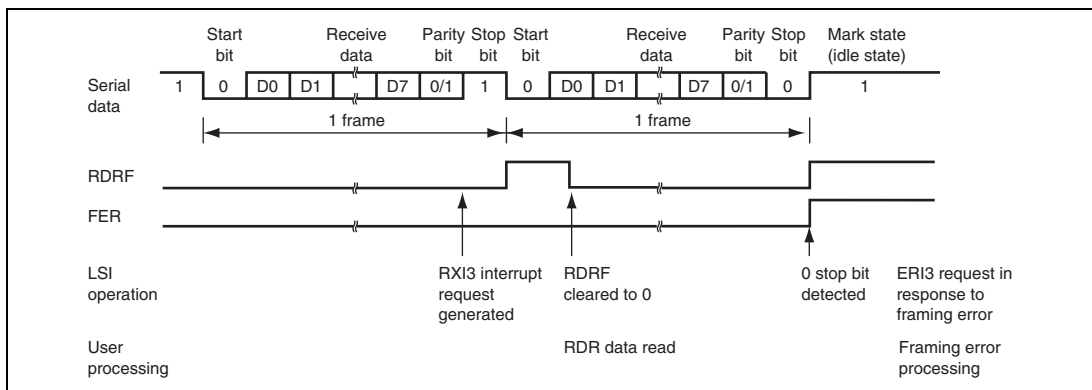 Start bit Receive data Parity bit Stop bit Start bit Receive data Parity bit Stop bit Mark state (idle state)
Serial data 1 0 D0 D1 D7 0/1 1 0 D0 D1 D7 0/1 0 1
1 frame 1 frame
RDRF
FER
LSI operation
RXI3 interrupt request generated
RDRF cleared to 0
0 stop bit detected
ERI3 request in response to framing error
User processing
RDR data read
Framing error processing